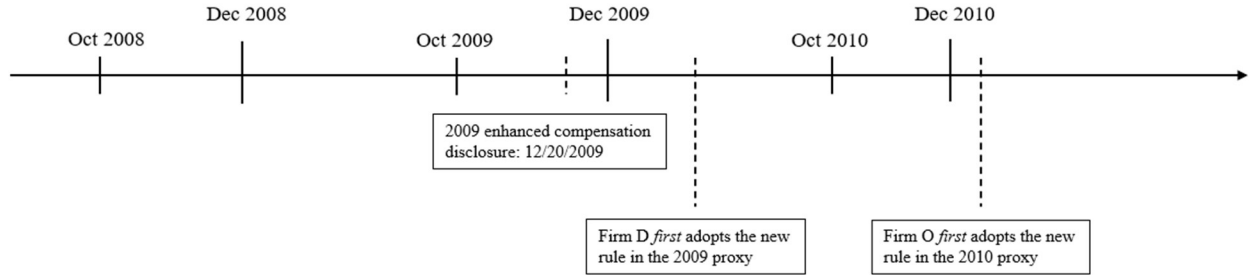 Oct 2008
Dec 2008
Oct 2009
Dec 2009
Oct 2010
Dec 2010
2009 enhanced compensation
disclosure: 12/20/2009
Firm D first adopts the new
rule in the 2009 proxy
Firm O first adopts the new
rule in the 2010 proxy